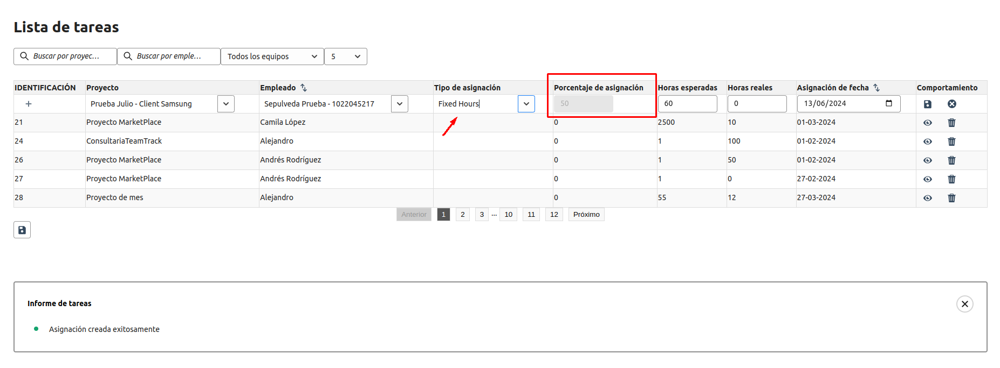 Lista de tareas
Buscar por proyec... Buscar por emple... Todos los equipos 5
IDENTIFICACIÓN Proyecto Empleado Tipo de asignación Porcentaje de asignación Horas esperadas Horas reales Asignación de fecha Comportamiento
Prueba Julio - Client Samsung Sepulveda Prueba - 1022045217 Fixed Hours 50 60 0 13/06/2024
21 Proyecto MarketPlace Camila López 0 2500 10 01-03-2024
24 ConsultariaTeamTrack Alejandro 0 1 100 01-02-2024
26 Proyecto MarketPlace Andrés Rodríguez 0 1 50 01-02-2024
27 Proyecto MarketPlace Andrés Rodríguez 0 1 0 27-02-2024
28 Proyecto de mes Alejandro 0 55 12 27-03-2024
Anterior 1 2 3 ... 10 11 12 Próximo
Informe de tareas
Asignación creada exitosamente